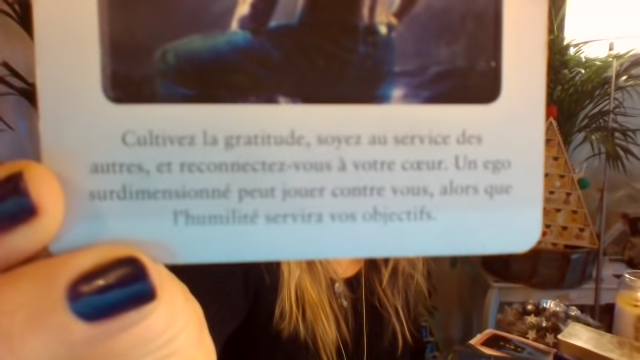 Cultivez la gratitude, soyez au service des
autres, et reconnectez-vous à votre cœur. Un ego
surdimensionné peut jouer contre vous, alors que
l'humilité servira vos objectifs.